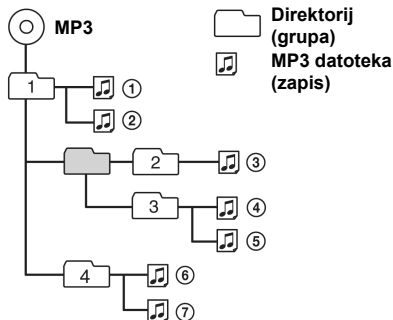 MP3
Direktorij
(grupa)
MP3 datoteka
(zapis)
1
①
②
2
③
3
④
⑤
4
⑥
⑦